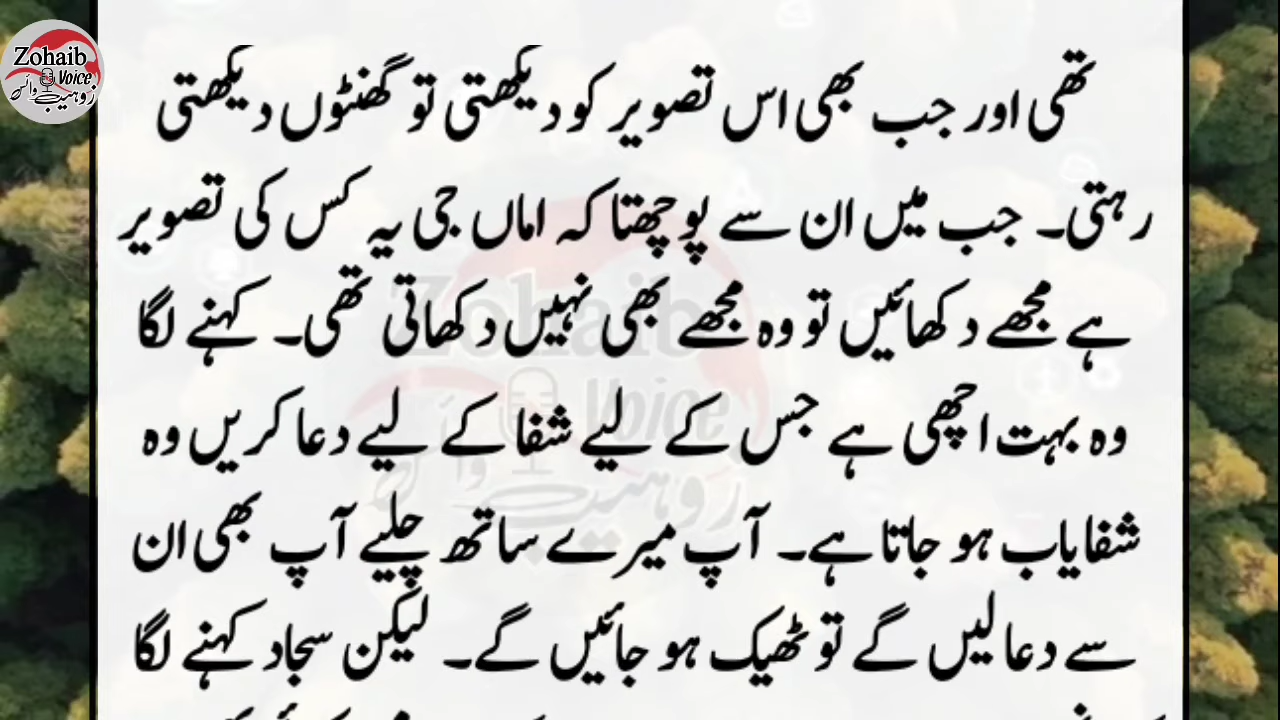 Zohaib
Voice
زوہیب وائس
تھی اور جب بھی اس تصویر کو دیکھتی تو گھنٹوں دیکھتی
رہتی۔ جب میں ان سے پوچھتا کہ اماں جی یہ کس کی تصویر
ہے مجھے دکھائیں تو وہ مجھے بھی نہیں دکھاتی تھی۔ کہنے لگا
وہ بہت اچھی ہے جس کے لیے شفا کے لیے دعا کریں وہ
شفایاب ہو جاتا ہے۔ آپ میرے ساتھ چلیے آپ بھی ان
سے دعا لیں گے تو ٹھیک ہو جائیں گے۔ لیکن سجاد کہنے لگا
Zohaib
Voice
زوہیب وائس